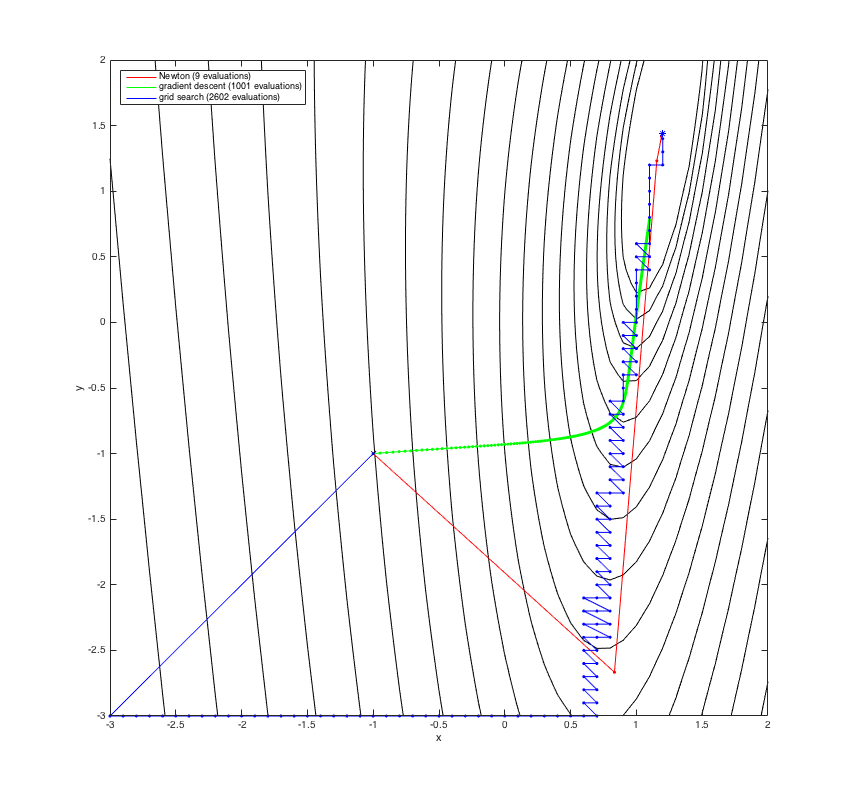 2
1.5
1
0.5
0
-0.5
-1
-1.5
-2
-2.5
-3
y
Newton (9 evaluations)
gradient descent (1001 evaluations)
grid search (2602 evaluations)
-3 -2.5 -2 -1.5 -1 -0.5 0 0.5 1 1.5 2
x